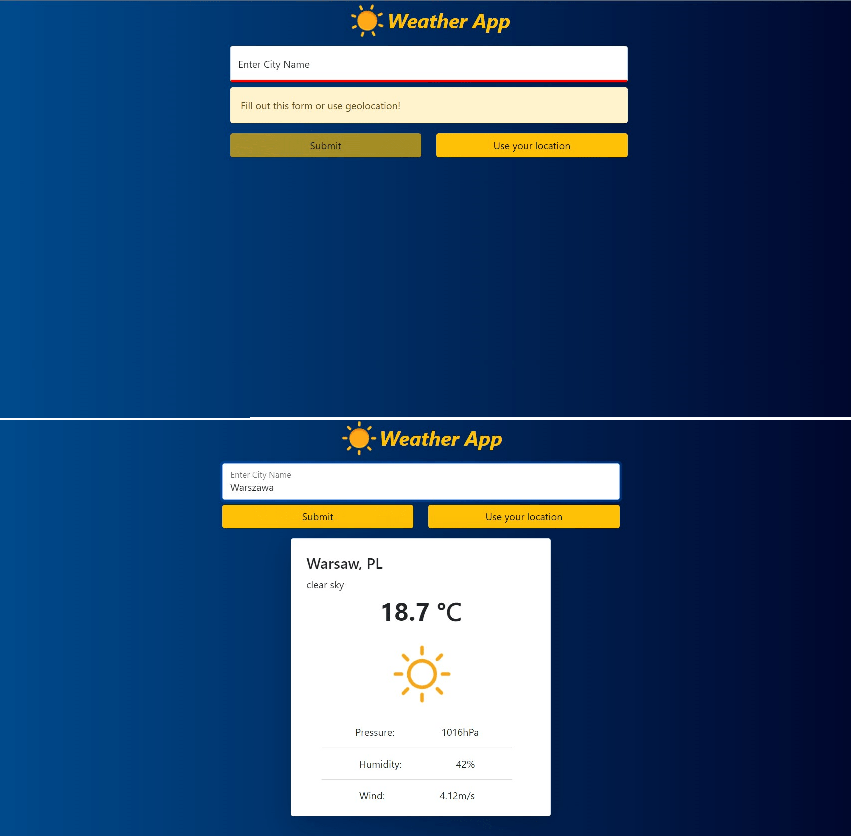 Weather App
Enter City Name
Fill out this form or use geolocation!
Submit Use your location
Weather App
Enter City Name
Warszawa
Submit Use your location
Warsaw, PL
clear sky
18.7 °C
Pressure: 1016hPa
Humidity: 42%
Wind: 4.12m/s